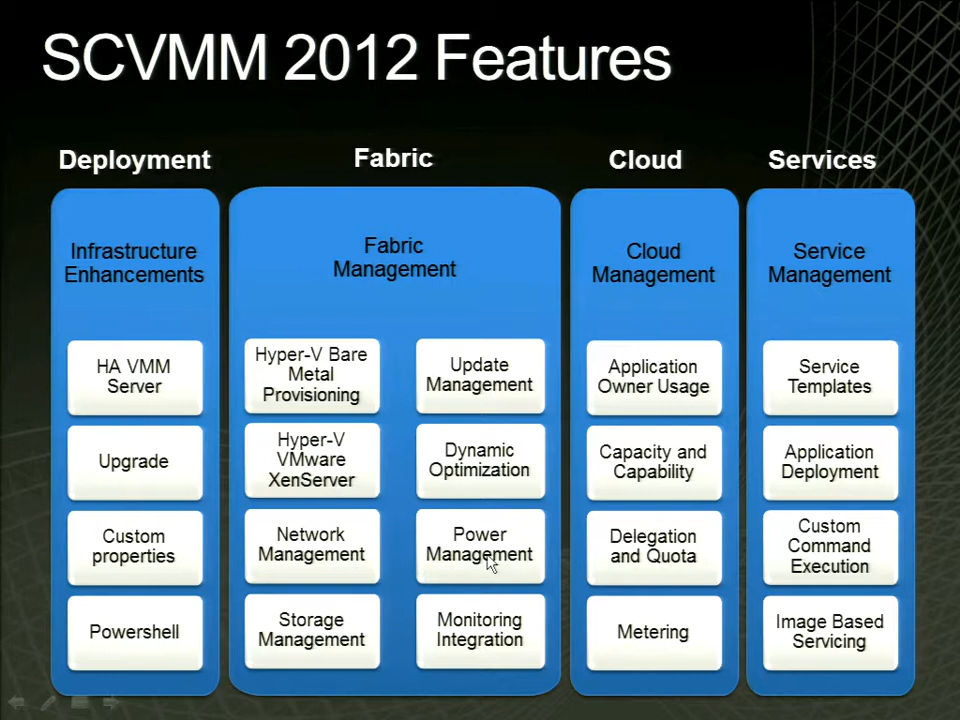 SCVMM 2012 Features
Deployment
Fabric
Cloud
Services
Infrastructure
Enhancements
HA VMM
Server
Upgrade
Custom
properties
Powershell
Fabric
Management
Hyper-V Bare
Metal
Provisioning
Update
Management
Hyper-V
VMware
XenServer
Dynamic
Optimization
Network
Management
Power
Management
Storage
Management
Monitoring
Integration
Cloud
Management
Application
Owner Usage
Capacity and
Capability
Delegation
and Quota
Metering
Service
Management
Service
Templates
Application
Deployment
Custom
Command
Execution
Image Based
Servicing